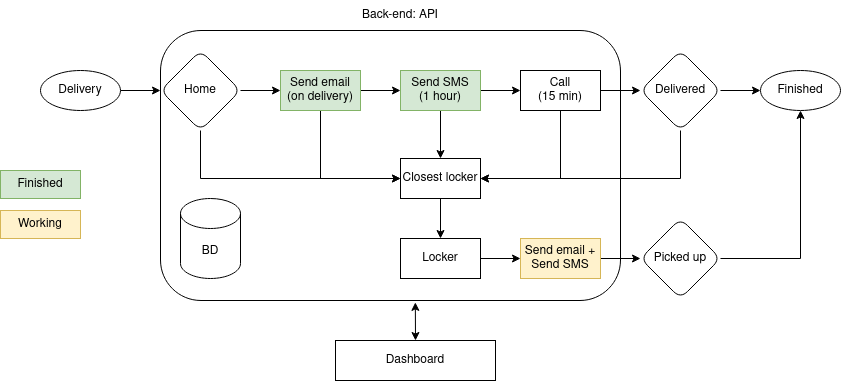 Back-end: API
Delivery
Home
Send email
(on delivery)
Send SMS
(1 hour)
Call
(15 min)
Delivered
Finished
Finished
Closest locker
Working
BD
Locker
Send email +
Send SMS
Picked up
Dashboard